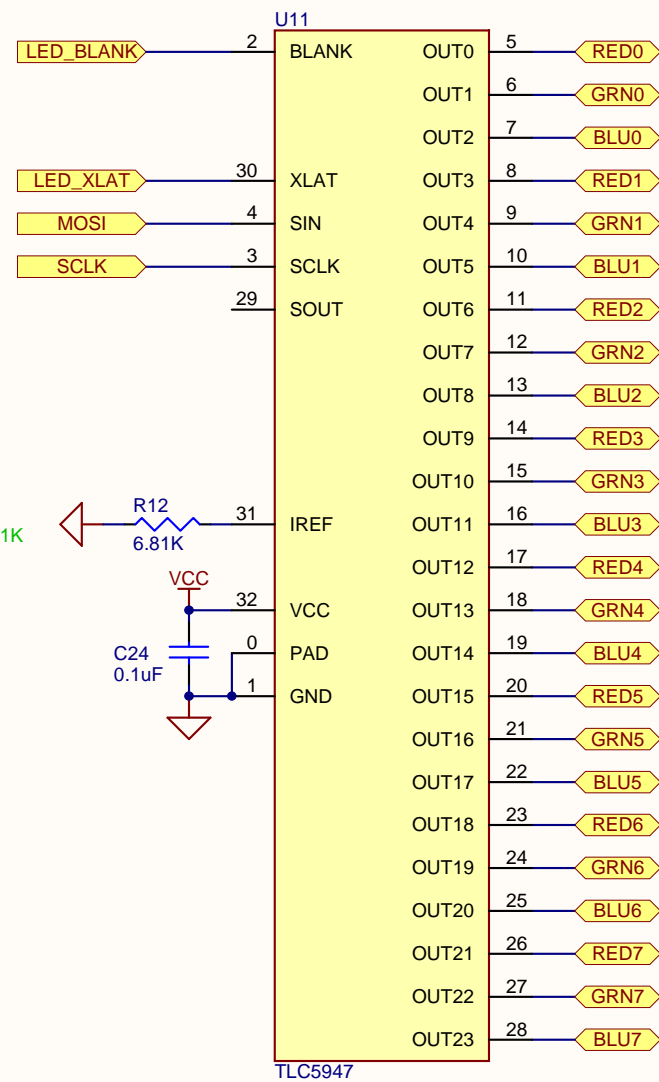 U11
LED_BLANK 2 BLANK OUT0 5 RED0
OUT1 6 GRN0
OUT2 7 BLU0
LED_XLAT 30 XLAT OUT3 8 RED1
MOSI 4 SIN OUT4 9 GRN1
SCLK 3 SCLK OUT5 10 BLU1
29 SOUT OUT6 11 RED2
OUT7 12 GRN2
OUT8 13 BLU2
OUT9 14 RED3
OUT10 15 GRN3
1K R12 6.81K 31 IREF OUT11 16 BLU3
OUT12 17 RED4
VCC 32 VCC OUT13 18 GRN4
C24 0.1uF 0 PAD OUT14 19 BLU4
1 GND OUT15 20 RED5
OUT16 21 GRN5
OUT17 22 BLU5
OUT18 23 RED6
OUT19 24 GRN6
OUT20 25 BLU6
OUT21 26 RED7
OUT22 27 GRN7
OUT23 28 BLU7
TLC5947